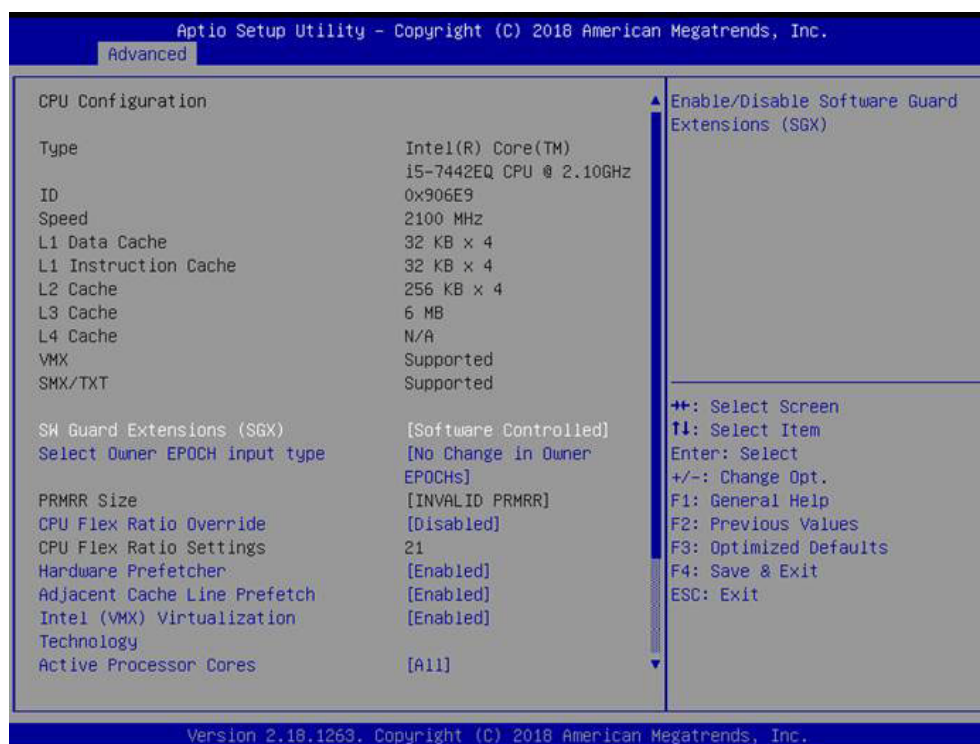 Aptio Setup Utility – Copyright (C) 2018 American Megatrends, Inc.
Advanced
CPU Configuration
Type Intel(R) Core(TM)
i5-7442EQ CPU @ 2.10GHz
ID 0x906E9
Speed 2100 MHz
L1 Data Cache 32 KB x 4
L1 Instruction Cache 32 KB x 4
L2 Cache 256 KB x 4
L3 Cache 6 MB
L4 Cache N/A
VMX Supported
SMX/TXT Supported
SW Guard Extensions (SGX) [Software Controlled]
Select Owner EPOCH input type [No Change in Owner
EPOCHs]
PRMRR Size [INVALID PRMRR]
CPU Flex Ratio Override [Disabled]
CPU Flex Ratio Settings 21
Hardware Prefetcher [Enabled]
Adjacent Cache Line Prefetch [Enabled]
Intel (VMX) Virtualization [Enabled]
Technology
Active Processor Cores [All]
Enable/Disable Software Guard
Extensions (SGX)
→←: Select Screen
↑↓: Select Item
Enter: Select
+/-: Change Opt.
F1: General Help
F2: Previous Values
F3: Optimized Defaults
F4: Save & Exit
ESC: Exit
Version 2.18.1263. Copyright (C) 2018 American Megatrends, Inc.